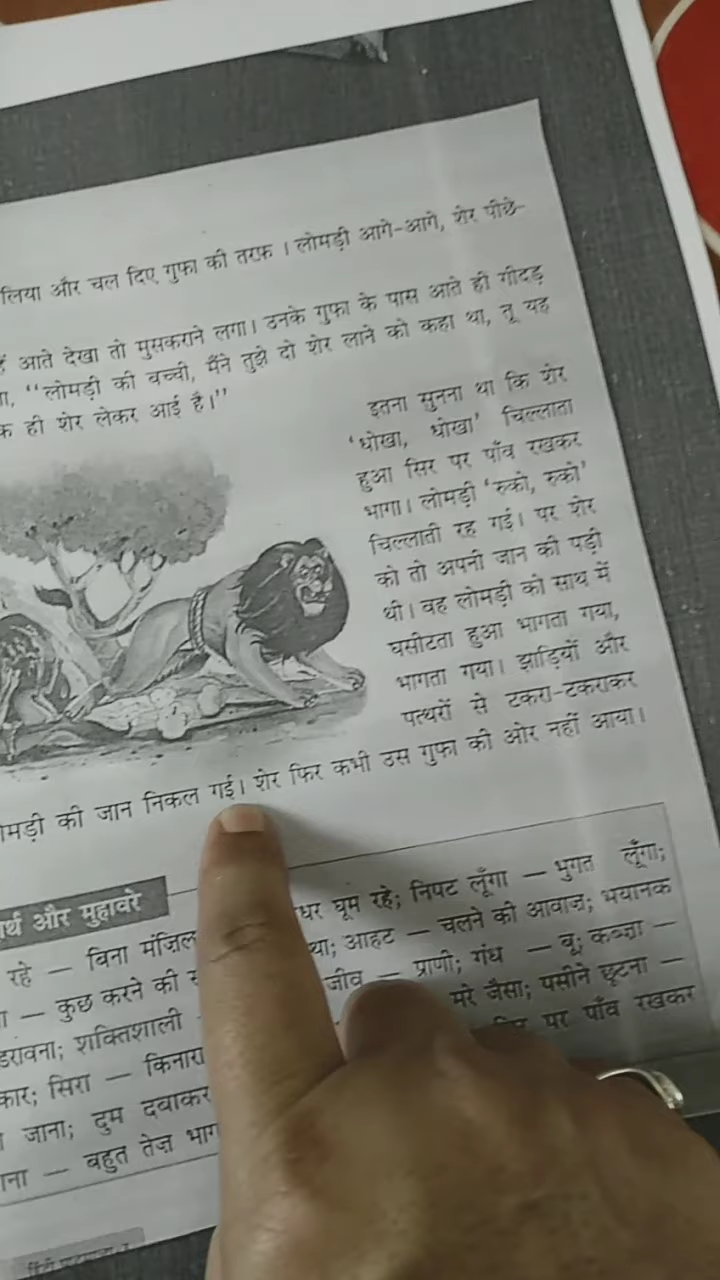 लिया और चल दिए गुफा की तरफ । लोमड़ी आगे-आगे, शेर पीछे-
आते देखा तो मुसकराने लगा। उनके गुफा के पास आते ही गीदड़
"लोमड़ी की बच्ची, मैंने तुझे दो शेर लाने को कहा था, तू यह
ही शेर लेकर आई है।"
इतना सुनना था कि शेर
'धोखा, धोखा' चिल्लाता
हुआ सिर पर पाँव रखकर
भागा। लोमड़ी 'रुको, रुको'
चिल्लाती रह गई। पर शेर
को तो अपनी जान की पड़ी
थी। वह लोमड़ी को साथ में
घसीटता हुआ भागता गया,
भागता गया। झाड़ियों और
पत्थरों से टकरा-टकराकर
मड़ी की जान निकल गई। शेर फिर कभी उस गुफा की ओर नहीं आया।
और मुहावरे
रहे — बिना मंज़िल घूम रहे; निपट लूँगा — भुगत लूँगा;
— कुछ करने की था; आहट — चलने की आवाज़; भयानक
डरावना; शक्तिशाली जीव — प्राणी; गंध — बू; कब्ज़ा —
कार; सिरा — किनारा मरे जैसा; पसीने छूटना —
जाना; दुम दबाकर पर पाँव रखकर
— बहुत तेज़ भाग